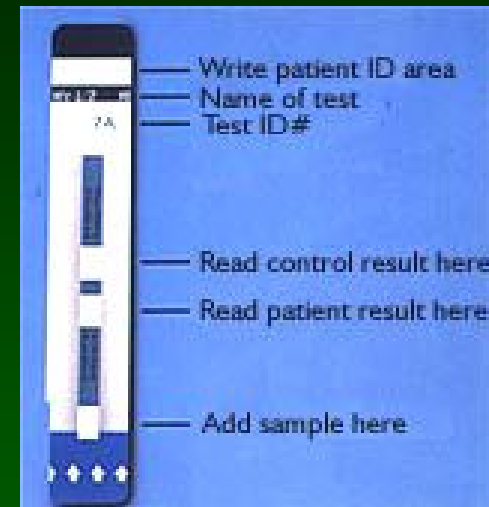 Write patient ID area
Name of test
Test ID#
Read control result here
Read patient result here
Add sample here